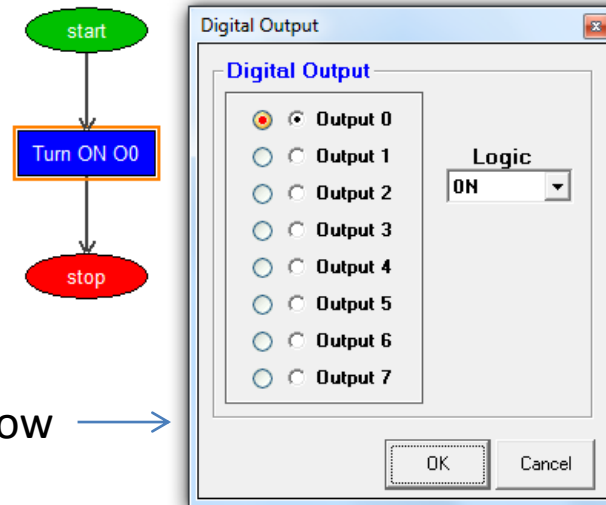 start
Turn ON O0
stop
ow
Digital Output
Digital Output
Output 0
Output 1
Output 2
Output 3
Output 4
Output 5
Output 6
Output 7
Logic
ON
OK
Cancel